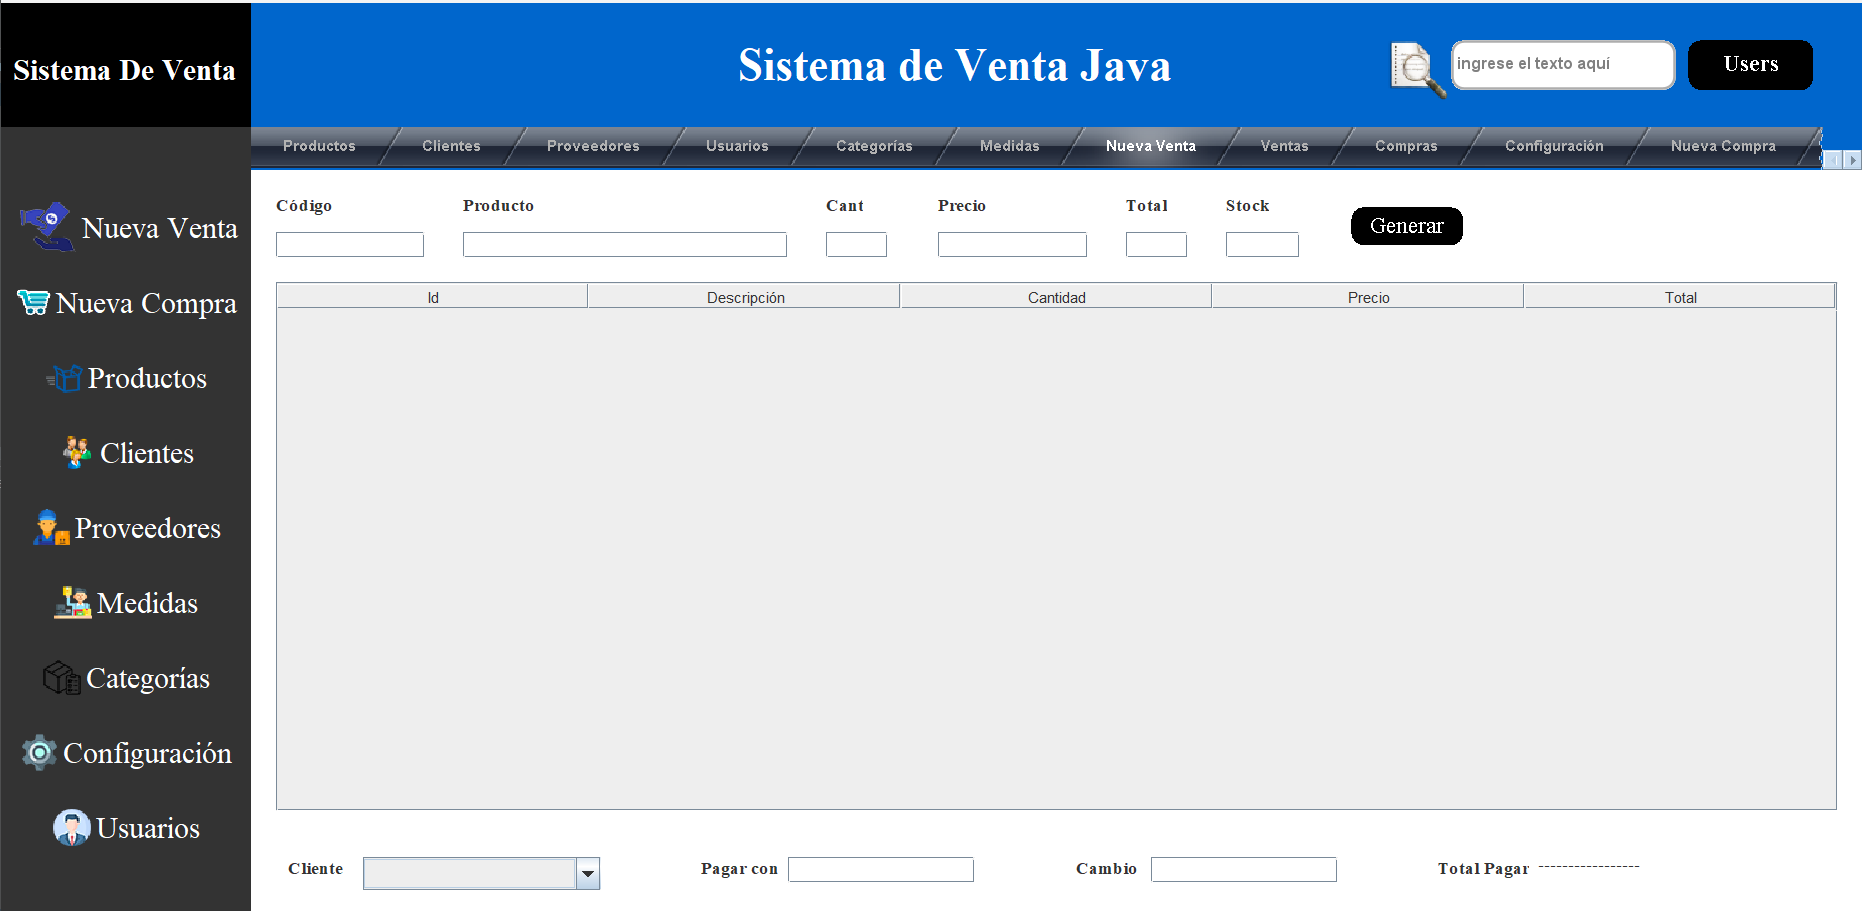 Sistema De Venta
Sistema de Venta Java
ingrese el texto aquí
Users
Productos
Clientes
Proveedores
Usuarios
Categorías
Medidas
Nueva Venta
Ventas
Compras
Configuración
Nueva Compra
Nueva Venta
Nueva Compra
Productos
Clientes
Proveedores
Medidas
Categorías
Configuración
Usuarios
Código
Producto
Cant
Precio
Total
Stock
Generar
Id
Descripción
Cantidad
Precio
Total
Cliente
Pagar con
Cambio
Total Pagar -----------------